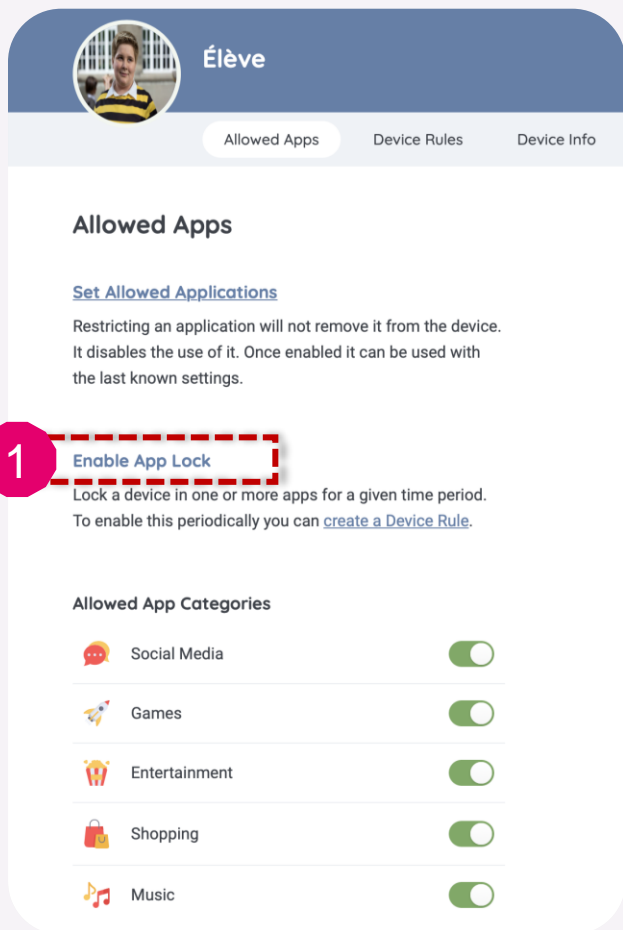 Élève
Allowed Apps Device Rules Device Info
Allowed Apps
Set Allowed Applications
Restricting an application will not remove it from the device.
It disables the use of it. Once enabled it can be used with
the last known settings.
1
Enable App Lock
Lock a device in one or more apps for a given time period.
To enable this periodically you can create a Device Rule.
Allowed App Categories
Social Media
Games
Entertainment
Shopping
Music